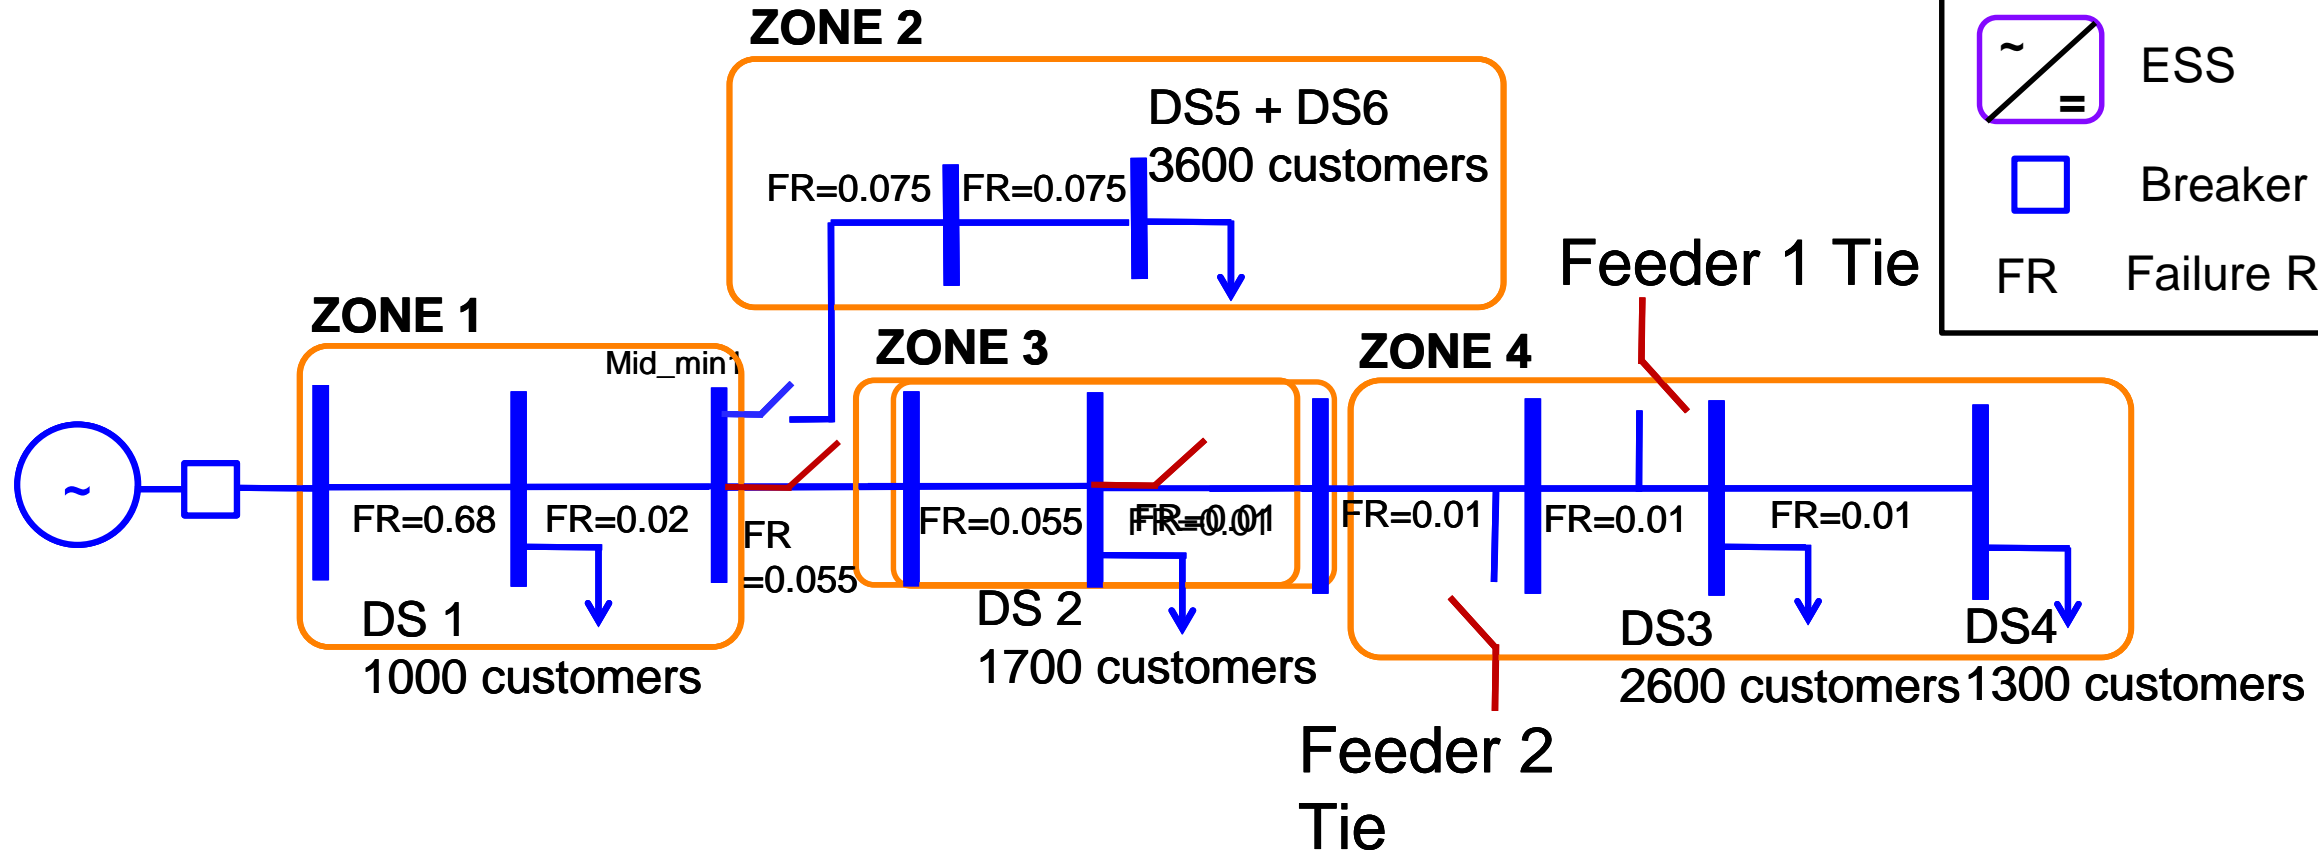 ZONE 2
~
=
ESS
DS5 + DS6
3600 customers
Breaker
FR=0.075
FR=0.075
Feeder 1 Tie
FR
Failure R
ZONE 1
ZONE 3
ZONE 4
Mid_min1
~
FR=0.68
FR=0.02
FR
=0.055
FR=0.055
FR=0.01
FR=0.01
FR=0.01
FR=0.01
FR=0.01
DS 1
1000 customers
DS 2
1700 customers
DS3
2600 customers
DS4
1300 customers
Feeder 2
Tie